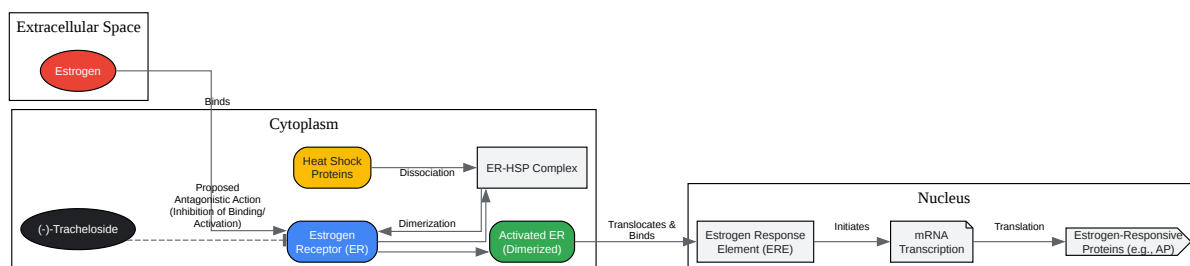 Extracellular Space
Estrogen
Binds
Cytoplasm
Heat Shock
Proteins
Dissociation
ER-HSP Complex
Proposed
Antagonistic Action
(Inhibition of Binding/
Activation)
(-)-Tracheloside
Dimerization
Estrogen
Receptor (ER)
Activated ER
(Dimerized)
Translocates &
Binds
Nucleus
Estrogen Response
Element (ERE)
Initiates
mRNA
Transcription
Translation
Estrogen-Responsive
Proteins (e.g., AP)